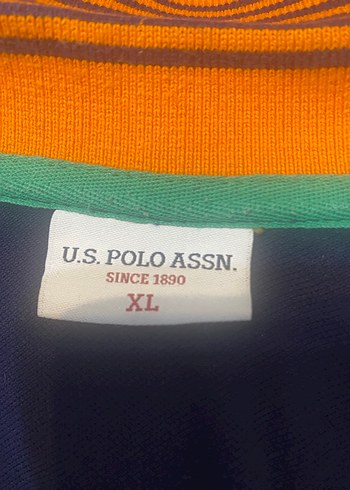 U.S. POLO ASSN.
SINCE 1890
XL